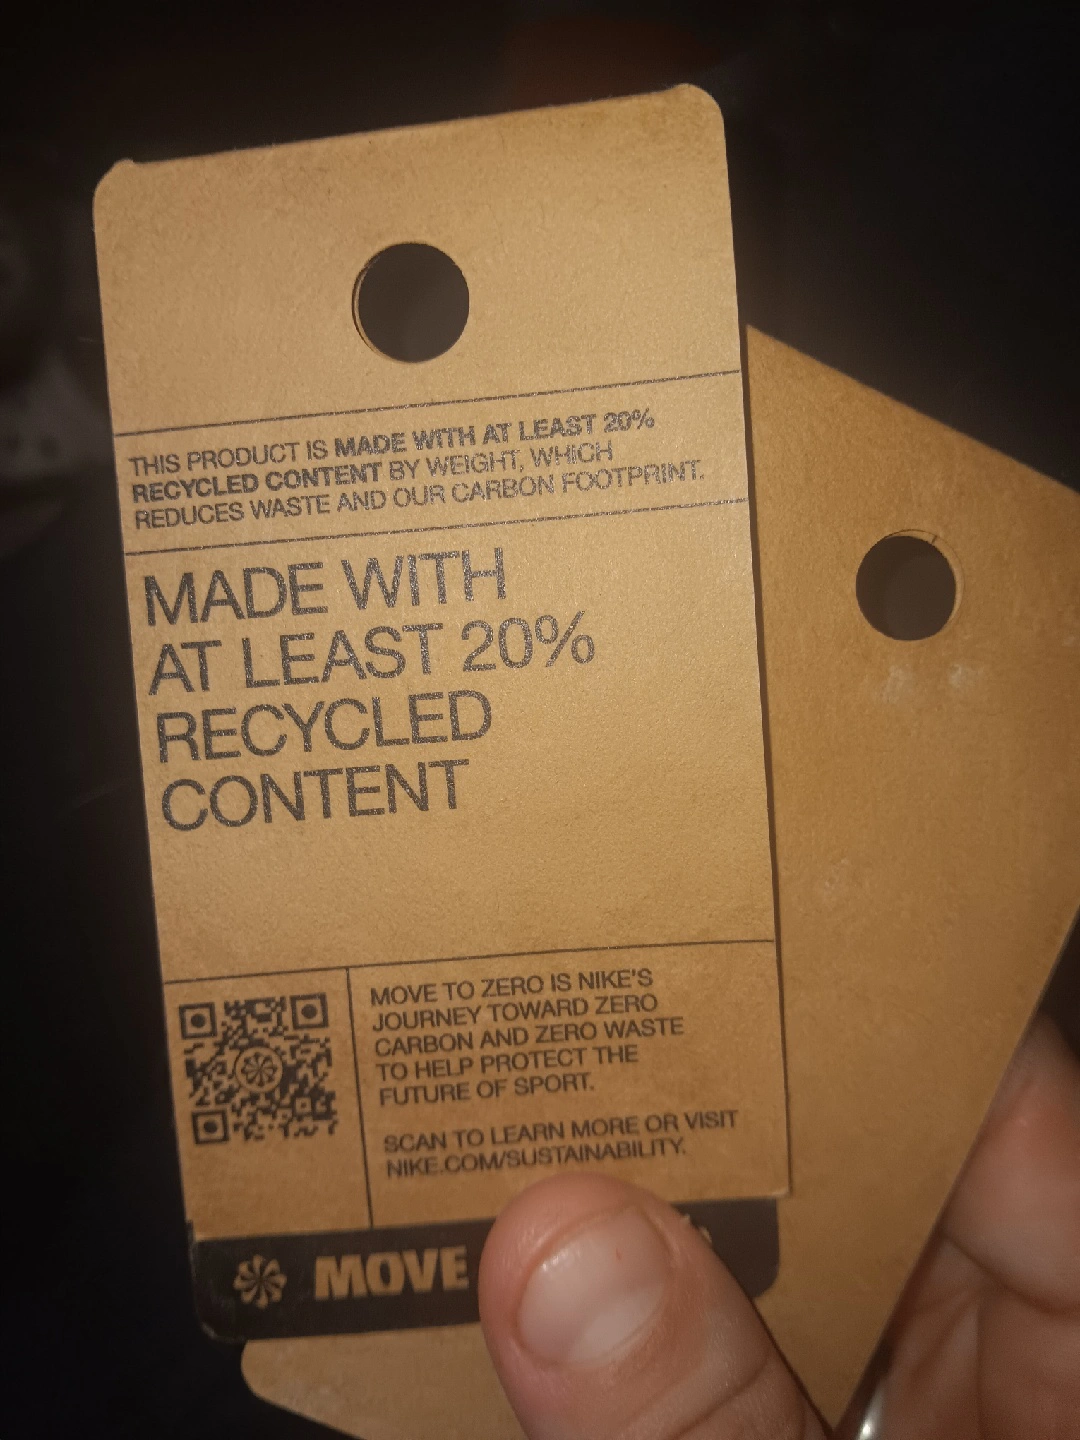 THIS PRODUCT IS MADE WITH AT LEAST 20%
RECYCLED CONTENT BY WEIGHT, WHICH
REDUCES WASTE AND OUR CARBON FOOTPRINT.
MADE WITH
AT LEAST 20%
RECYCLED
CONTENT
MOVE TO ZERO IS NIKE'S
JOURNEY TOWARD ZERO
CARBON AND ZERO WASTE
TO HELP PROTECT THE
FUTURE OF SPORT.
SCAN TO LEARN MORE OR VISIT
NIKE.COM/SUSTAINABILITY.
MOVE